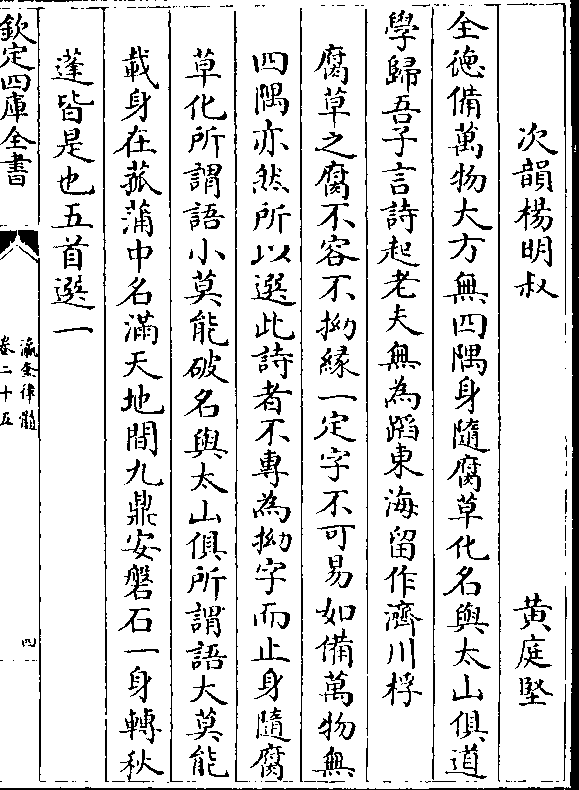 次韻楊明叔　黃庭堅
全徳備萬物大方無四隅身隨腐草化名與太山俱道
學歸吾子言詩起老夫無為蹈東海留作濟川桴
腐草之腐不容不拗縁一定字不可易如備萬物無
四隅亦然所以選此詩者不專為拗字而止身隨腐
草化所謂語小莫能破名與太山俱所謂語大莫能
載身在菰蒲中名滿天地間九鼎安磐石一身轉秋
蓬皆是也五首選一
欽定四庫全書
瀛奎律髓
卷二十五
四